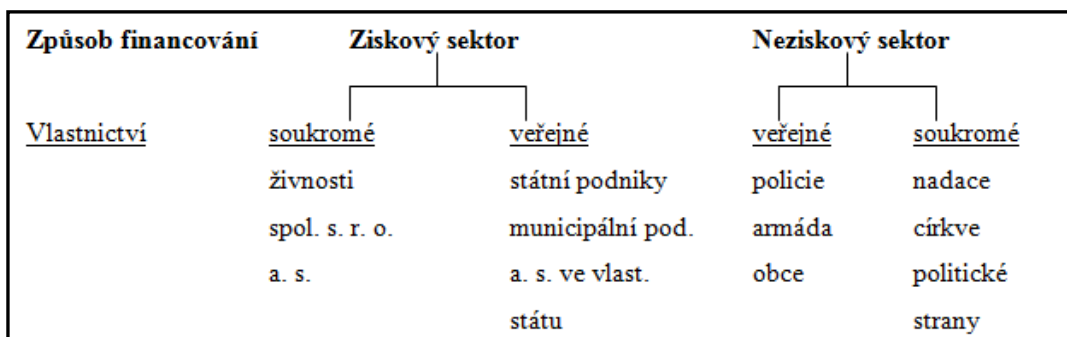 Způsob financování Ziskový sektor Neziskový sektor
Vlastnictví soukromé veřejné veřejné soukromé
živnosti státní podniky policie nadace
spol. s. r. o. municipální pod. armáda církve
a. s. a. s. ve vlast. obce politické
státu strany